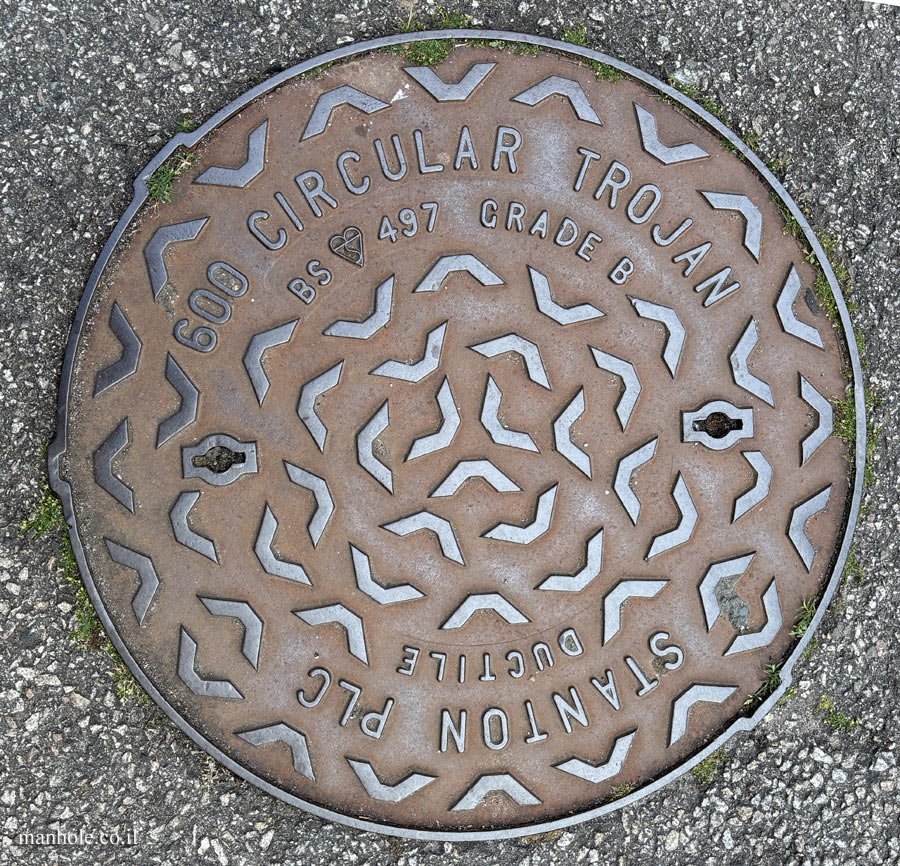 600 CIRCULAR TROJAN
BS 497 GRADE B
DUCTILE
STANTON PLC
manhole.co.il